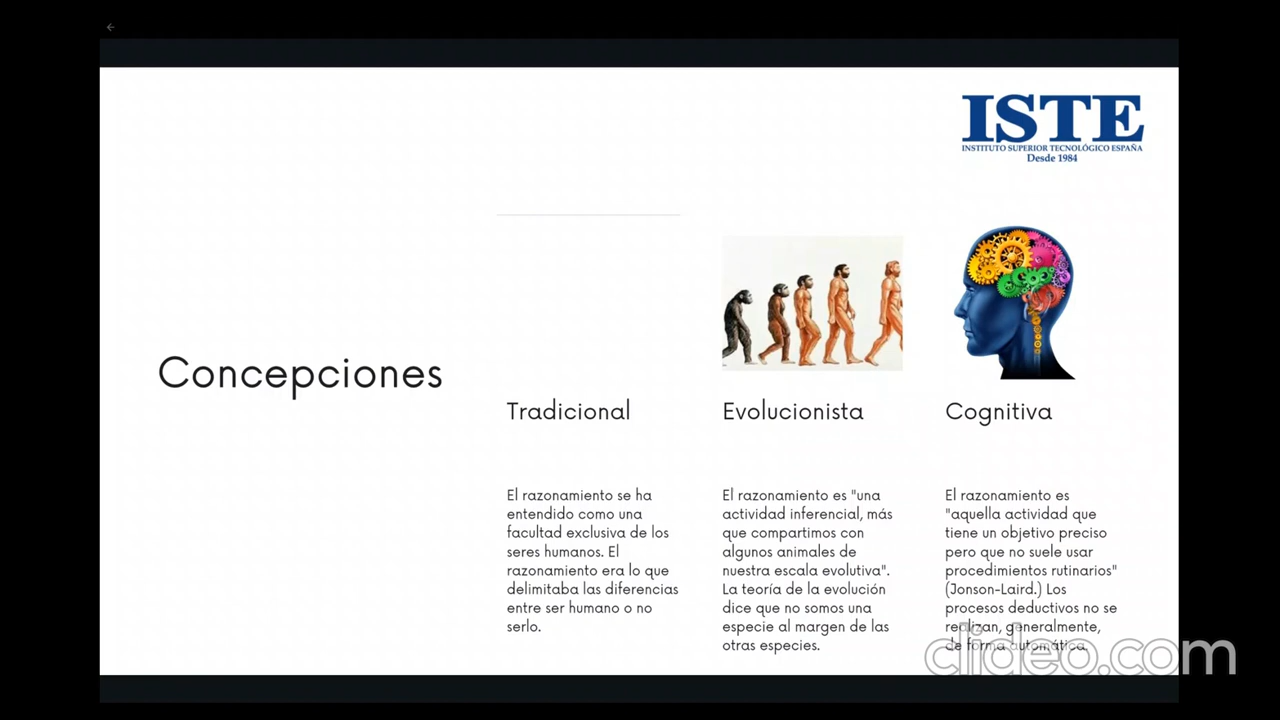 ISTE
INSTITUTO SUPERIOR TECNOLÓGICO ESPAÑA
Desde 1984
Concepciones
Tradicional
El razonamiento se ha
entendido como una
facultad exclusiva de los
seres humanos. El
razonamiento era lo que
delimitaba las diferencias
entre ser humano o no
serlo.
Evolucionista
El razonamiento es "una
actividad inferencial, más
que compartimos con
algunos animales de
nuestra escala evolutiva".
La teoría de la evolución
dice que no somos una
especie al margen de las
otras especies.
Cognitiva
El razonamiento es
"aquella actividad que
tiene un objetivo preciso
pero que no suele usar
procedimientos rutinarios"
(Jonson-Laird.) Los
procesos deductivos no se
realizan, generalmente,
de forma automática.
clideo.com